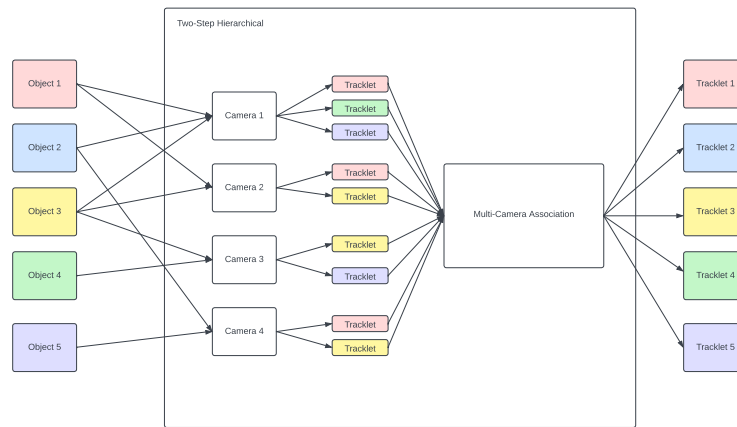 Two-Step Hierarchical
Object 1
Object 2
Object 3
Object 4
Object 5
Camera 1
Camera 2
Camera 3
Camera 4
Tracklet
Tracklet
Tracklet
Tracklet
Tracklet
Tracklet
Tracklet
Tracklet
Tracklet
Multi-Camera Association
Tracklet 1
Tracklet 2
Tracklet 3
Tracklet 4
Tracklet 5